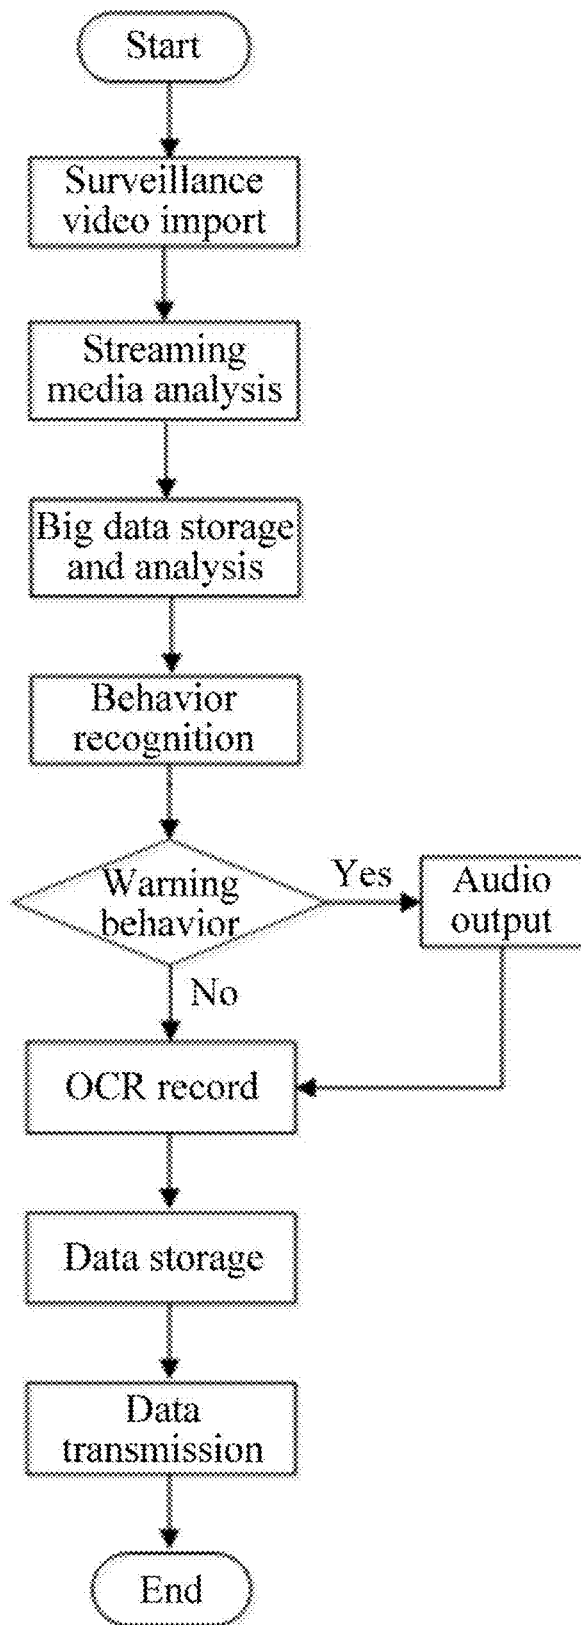 Start
Surveillance
video import
Streaming
media analysis
Big data storage
and analysis
Behavior
recognition
Warning
behavior
Yes
Audio
output
No
OCR record
Data storage
Data
transmission
End